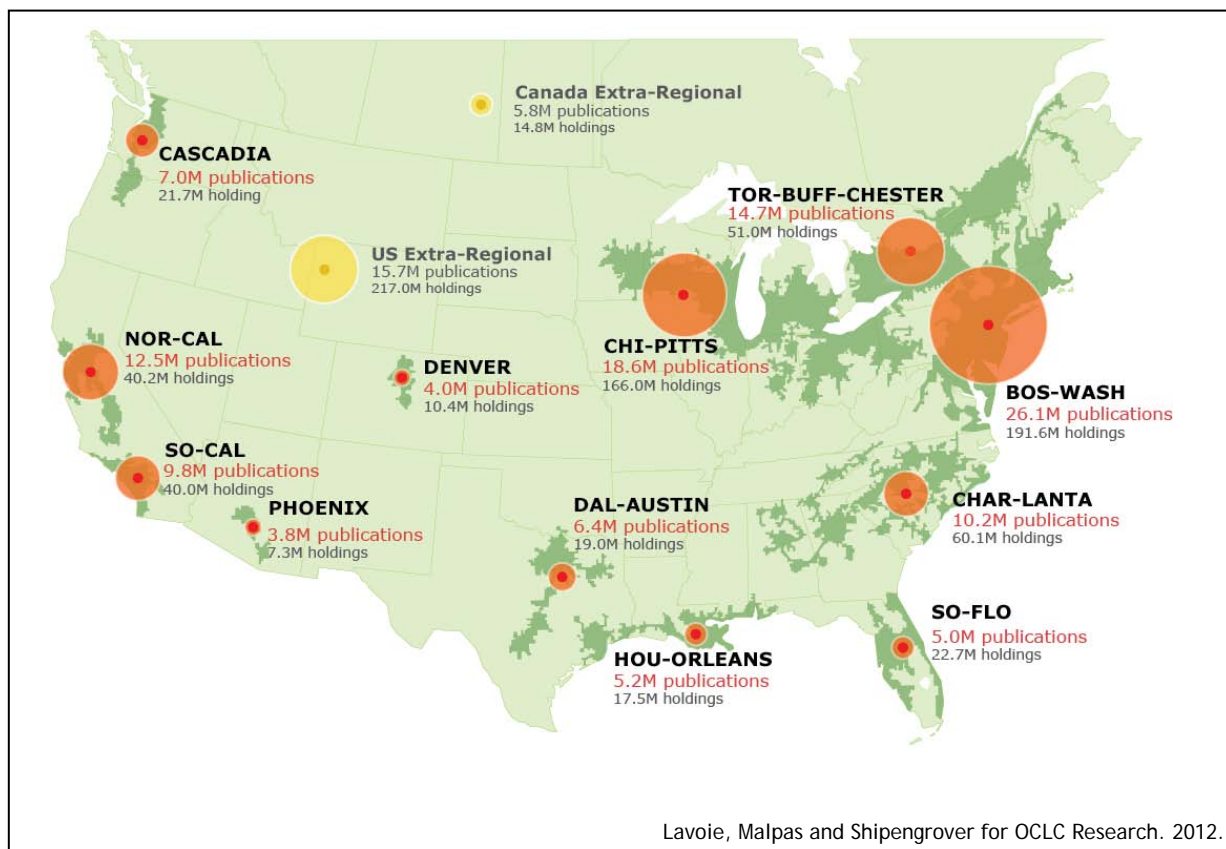 Canada Extra-Regional
5.8M publications
14.8M holdings
CASCADIA
7.0M publications
21.7M holding
TOR-BUFF-CHESTER
14.7M publications
51.0M holdings
US Extra-Regional
15.7M publications
217.0M holdings
NOR-CAL
12.5M publications
40.2M holdings
DENVER
4.0M publications
10.4M holdings
CHI-PITTS
18.6M publications
166.0M holdings
BOS-WASH
26.1M publications
191.6M holdings
SO-CAL
9.8M publications
40.0M holdings
PHOENIX
3.8M publications
7.3M holdings
DAL-AUSTIN
6.4M publications
19.0M holdings
CHAR-LANTA
10.2M publications
60.1M holdings
SO-FLO
5.0M publications
22.7M holdings
HOU-ORLEANS
5.2M publications
17.5M holdings
Lavoie, Malpas and Shipengrover for OCLC Research. 2012.